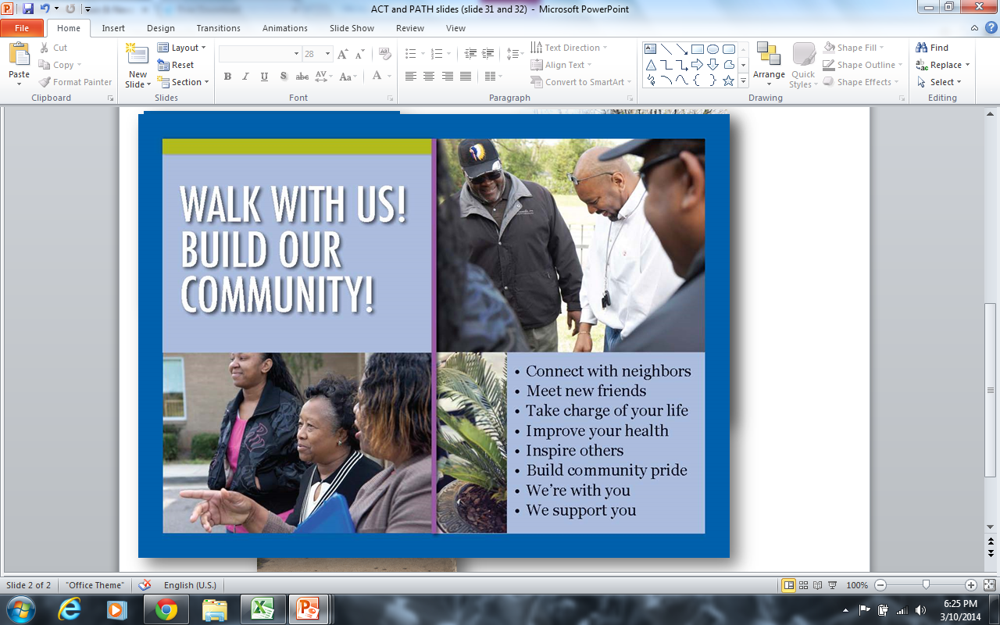 ACT and PATH slides (slide 31 and 32) - Microsoft PowerPoint
File Home Insert Design Transitions Animations Slide Show Review View
Paste
Cut
Copy
Format Painter
Clipboard
New Slide
Layout
Reset
Section
Slides
28
Font
Text Direction
Align Text
Convert to SmartArt
Paragraph
Arrange
Quick Styles
Shape Fill
Shape Outline
Shape Effects
Drawing
Find
Replace
Select
Editing
WALK WITH US!
BUILD OUR
COMMUNITY!
• Connect with neighbors
• Meet new friends
• Take charge of your life
• Improve your health
• Inspire others
• Build community pride
• We're with you
• We support you
Slide 2 of 2 "Office Theme" English (U.S.) 100%
6:25 PM
3/10/2014